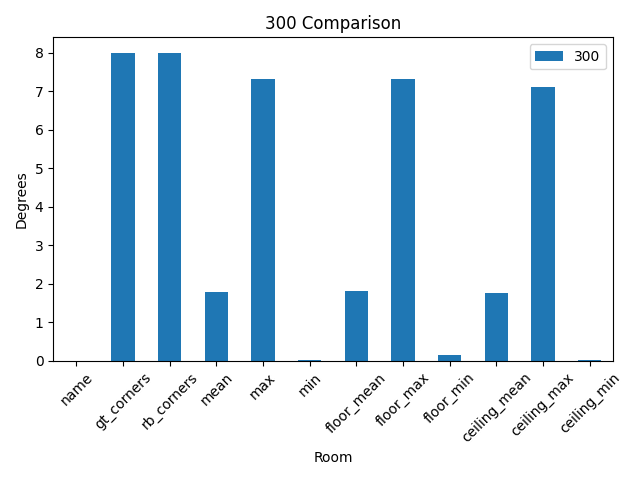 300 Comparison
300
Degrees
8
7
6
5
4
3
2
1
0
name
gt_corners
rb_corners
mean
max
min
floor_mean
floor_max
floor_min
ceiling_mean
ceiling_max
ceiling_min
Room